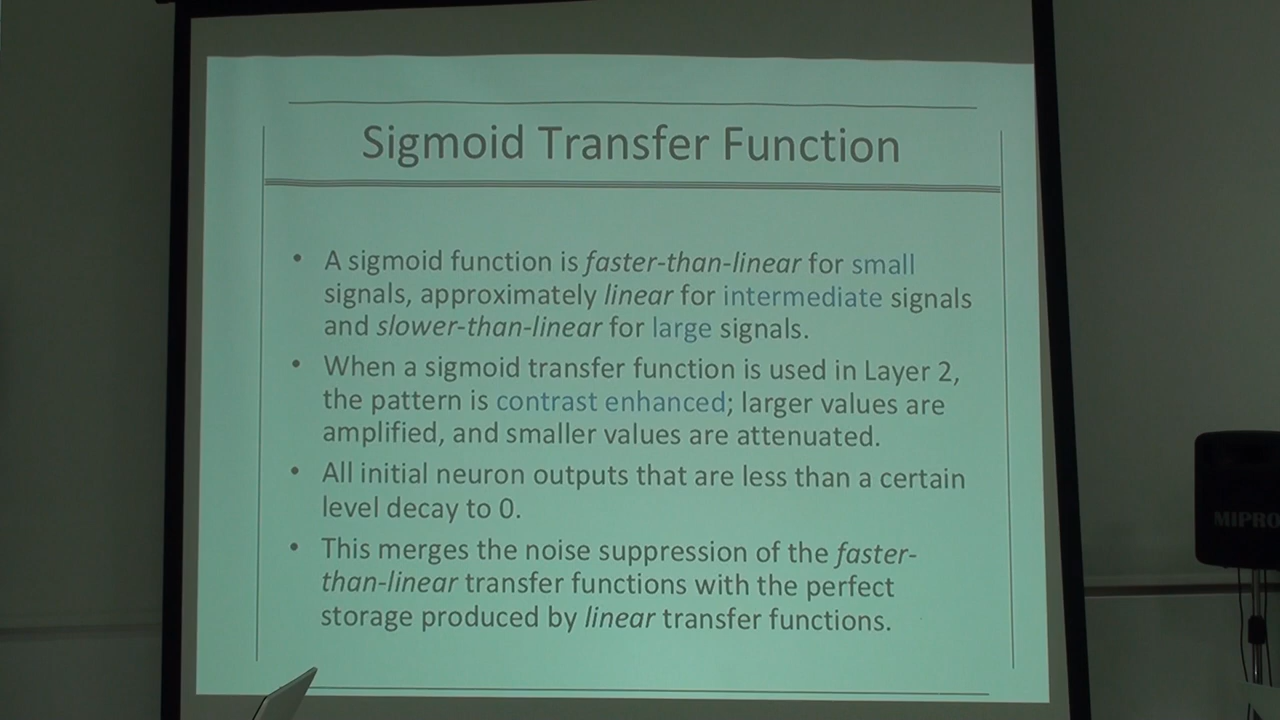 Sigmoid Transfer Function
• A sigmoid function is faster-than-linear for small
signals, approximately linear for intermediate signals
and slower-than-linear for large signals.
• When a sigmoid transfer function is used in Layer 2,
the pattern is contrast enhanced; larger values are
amplified, and smaller values are attenuated.
• All initial neuron outputs that are less than a certain
level decay to 0.
• This merges the noise suppression of the faster-
than-linear transfer functions with the perfect
storage produced by linear transfer functions.
MIPRO